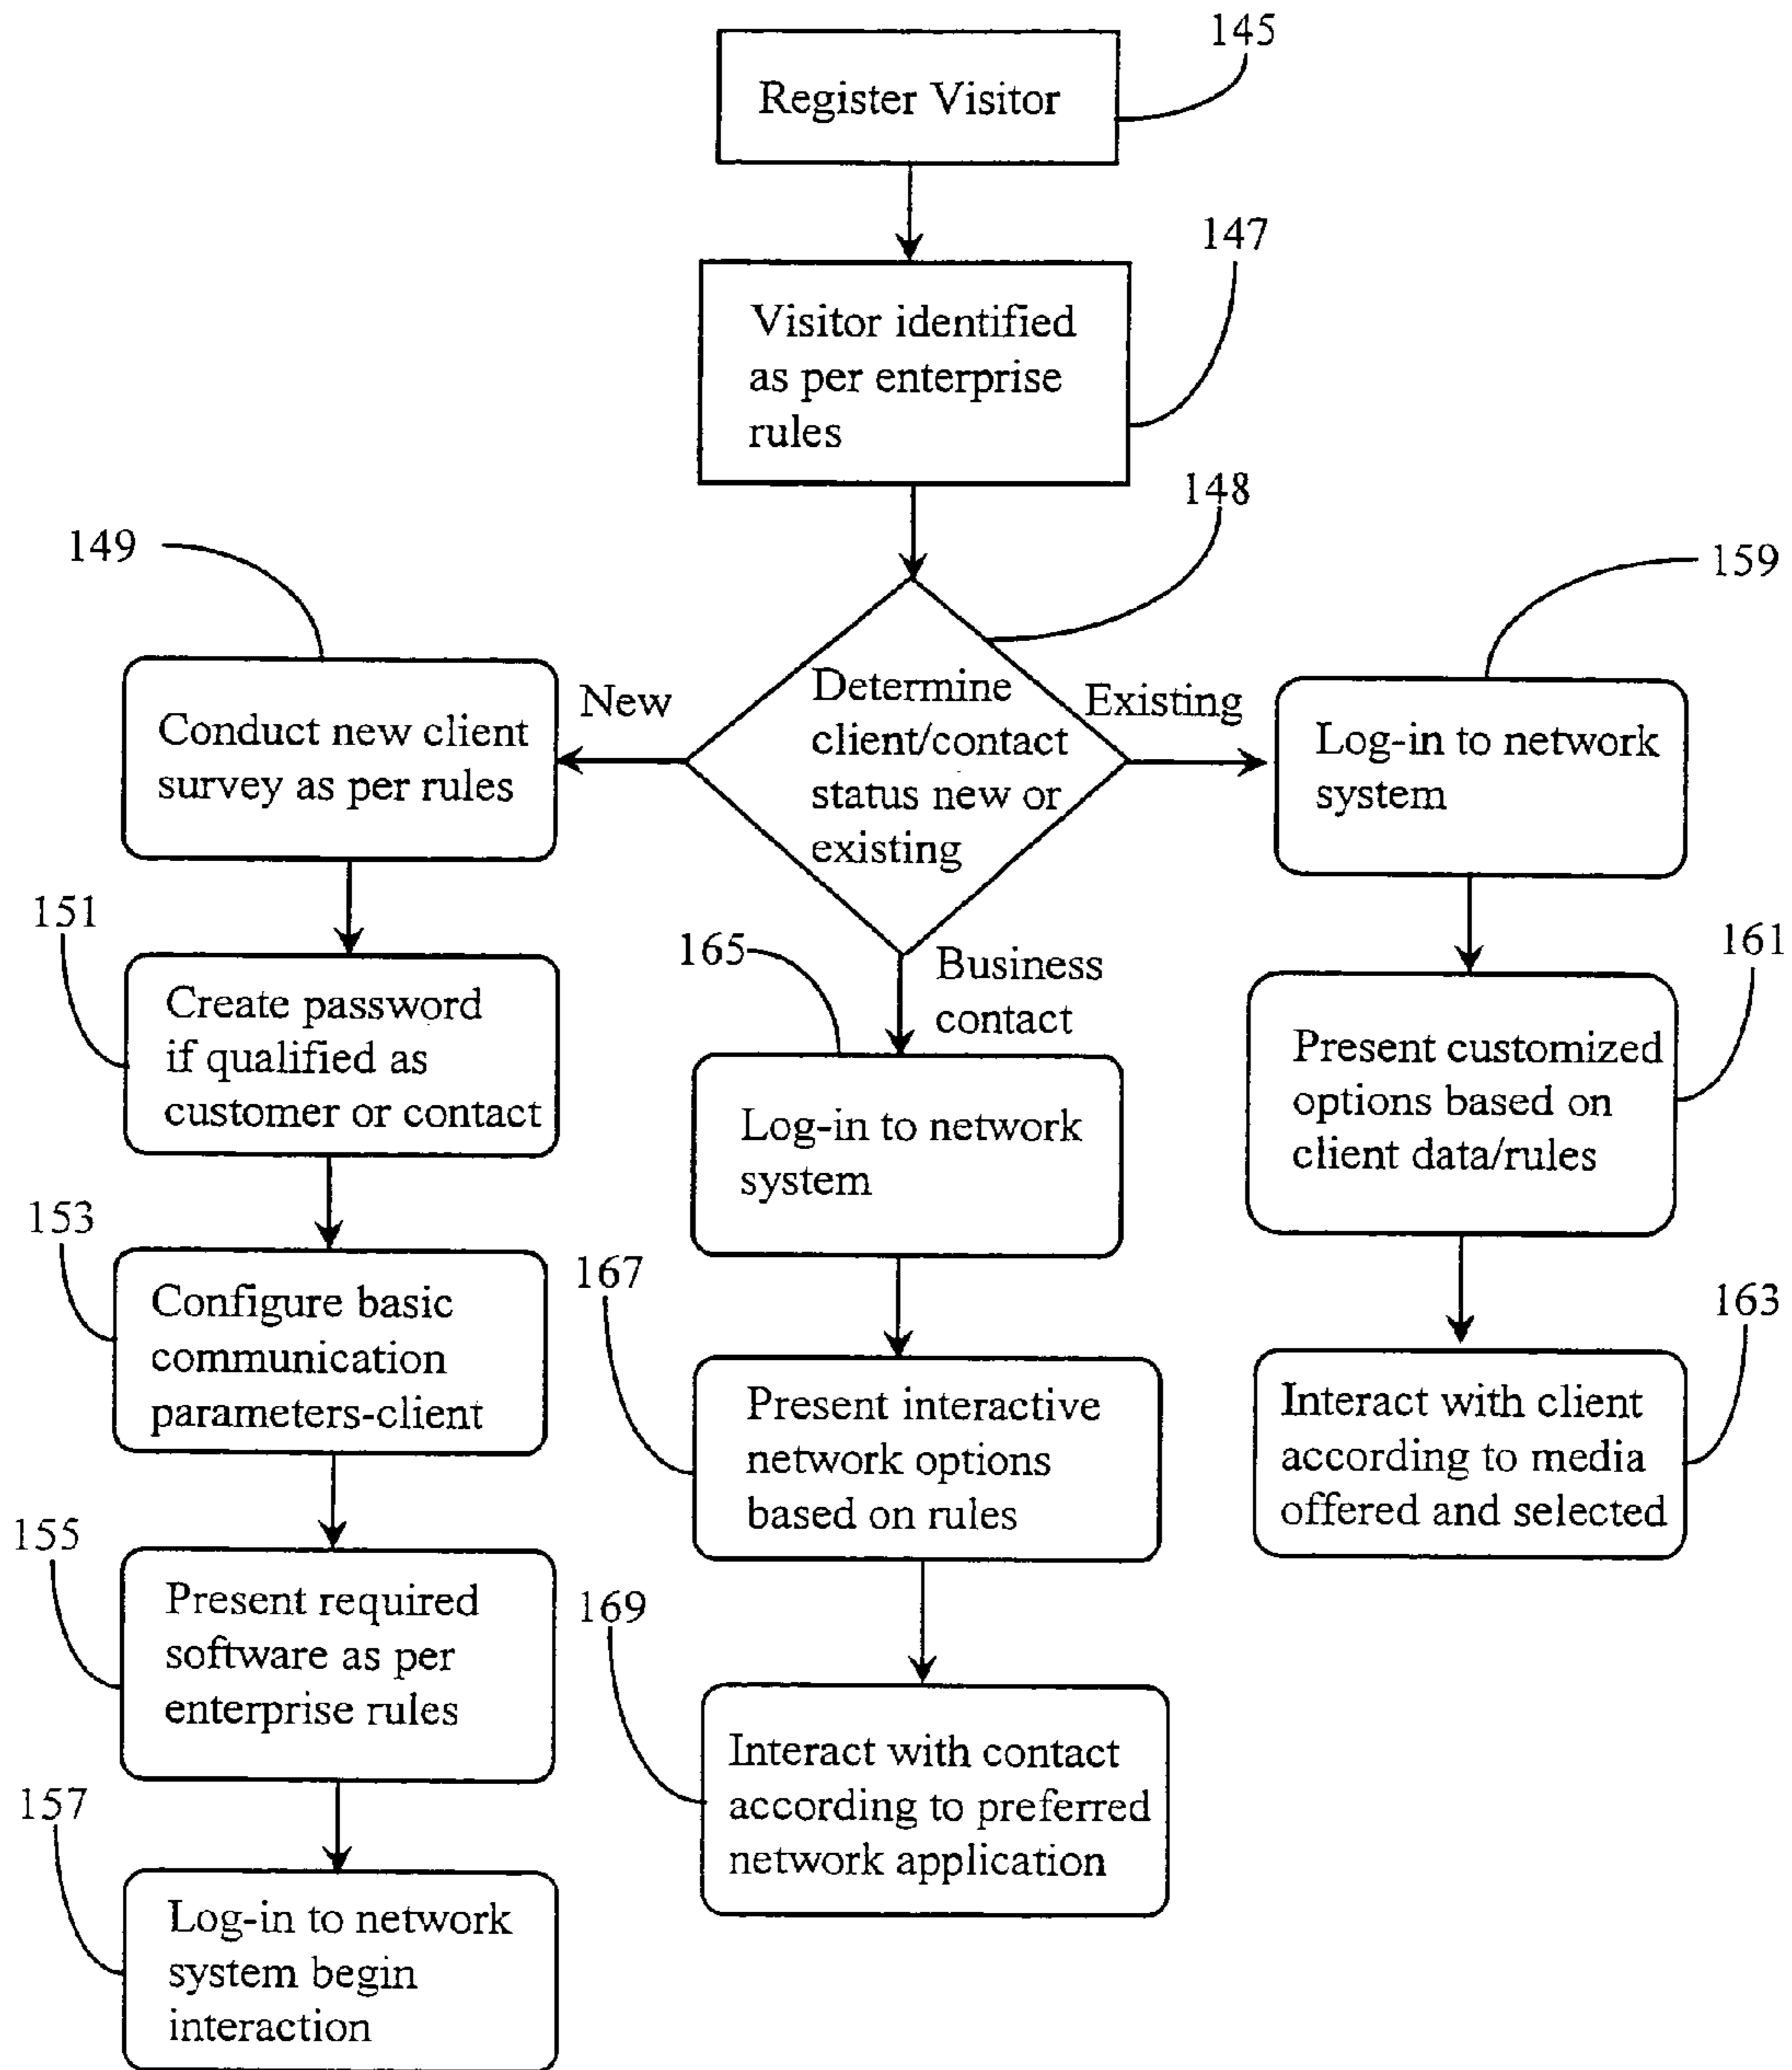 145
Register Visitor
147
Visitor identified
as per enterprise
rules
148
149
159
New
Determine
client/contact
status new or
existing
Existing
Conduct new client
survey as per rules
Log-in to network
system
151
165
Business
contact
161
Create password
if qualified as
customer or contact
Log-in to network
system
Present customized
options based on
client data/rules
153
167
163
Configure basic
communication
parameters-client
Present interactive
network options
based on rules
Interact with client
according to media
offered and selected
155
169
Present required
software as per
enterprise rules
Interact with contact
according to preferred
network application
157
Log-in to network
system begin
interaction